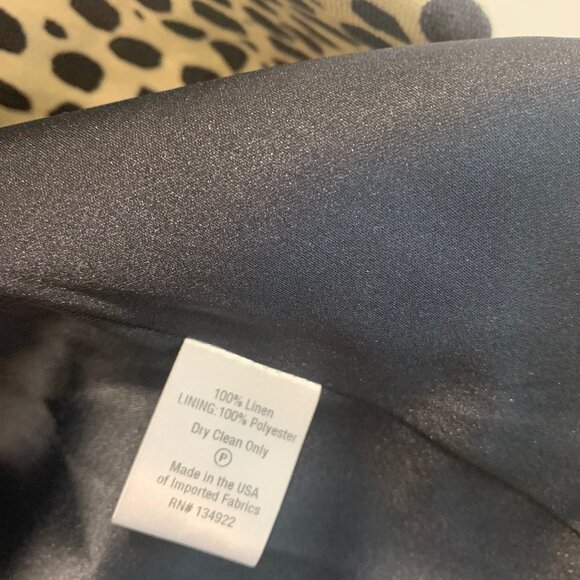 100% Linen
LINING:100% Polyester
Dry Clean Only
P
Made in the USA
of Imported Fabrics
RN# 134922